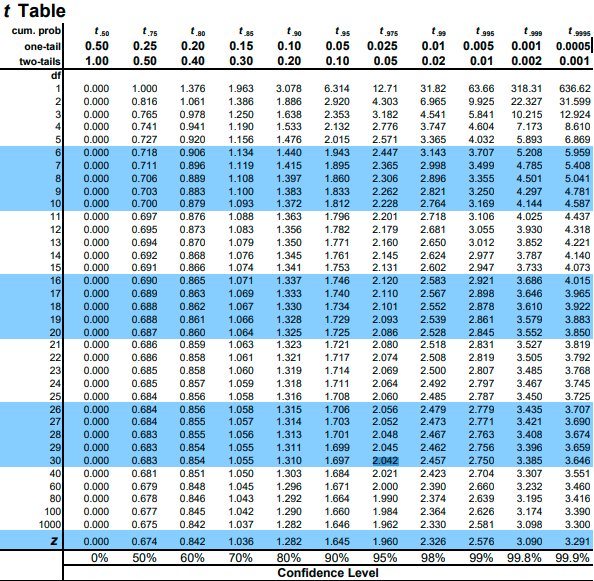 t Table
cum. prob t .50 t .75 t .80 t .85 t .90 t .95 t .975 t .99 t .995 t .999 t .9995
one-tail 0.50 0.25 0.20 0.15 0.10 0.05 0.025 0.01 0.005 0.001 0.0005
two-tails 1.00 0.50 0.40 0.30 0.20 0.10 0.05 0.02 0.01 0.002 0.001
df
1 0.000 1.000 1.376 1.963 3.078 6.314 12.71 31.82 63.66 318.31 636.62
2 0.000 0.816 1.061 1.386 1.886 2.920 4.303 6.965 9.925 22.327 31.599
3 0.000 0.765 0.978 1.250 1.638 2.353 3.182 4.541 5.841 10.215 12.924
4 0.000 0.741 0.941 1.190 1.533 2.132 2.776 3.747 4.604 7.173 8.610
5 0.000 0.727 0.920 1.156 1.476 2.015 2.571 3.365 4.032 5.893 6.869
6 0.000 0.718 0.906 1.134 1.440 1.943 2.447 3.143 3.707 5.208 5.959
7 0.000 0.711 0.896 1.119 1.415 1.895 2.365 2.998 3.499 4.785 5.408
8 0.000 0.706 0.889 1.108 1.397 1.860 2.306 2.896 3.355 4.501 5.041
9 0.000 0.703 0.883 1.100 1.383 1.833 2.262 2.821 3.250 4.297 4.781
10 0.000 0.700 0.879 1.093 1.372 1.812 2.228 2.764 3.169 4.144 4.587
11 0.000 0.697 0.876 1.088 1.363 1.796 2.201 2.718 3.106 4.025 4.437
12 0.000 0.695 0.873 1.083 1.356 1.782 2.179 2.681 3.055 3.930 4.318
13 0.000 0.694 0.870 1.079 1.350 1.771 2.160 2.650 3.012 3.852 4.221
14 0.000 0.692 0.868 1.076 1.345 1.761 2.145 2.624 2.977 3.787 4.140
15 0.000 0.691 0.866 1.074 1.341 1.753 2.131 2.602 2.947 3.733 4.073
16 0.000 0.690 0.865 1.071 1.337 1.746 2.120 2.583 2.921 3.686 4.015
17 0.000 0.689 0.863 1.069 1.333 1.740 2.110 2.567 2.898 3.646 3.965
18 0.000 0.688 0.862 1.067 1.330 1.734 2.101 2.552 2.878 3.610 3.922
19 0.000 0.688 0.861 1.066 1.328 1.729 2.093 2.539 2.861 3.579 3.883
20 0.000 0.687 0.860 1.064 1.325 1.725 2.086 2.528 2.845 3.552 3.850
21 0.000 0.686 0.859 1.063 1.323 1.721 2.080 2.518 2.831 3.527 3.819
22 0.000 0.686 0.858 1.061 1.321 1.717 2.074 2.508 2.819 3.505 3.792
23 0.000 0.685 0.858 1.060 1.319 1.714 2.069 2.500 2.807 3.485 3.768
24 0.000 0.685 0.857 1.059 1.318 1.711 2.064 2.492 2.797 3.467 3.745
25 0.000 0.684 0.856 1.058 1.316 1.708 2.060 2.485 2.787 3.450 3.725
26 0.000 0.684 0.856 1.058 1.315 1.706 2.056 2.479 2.779 3.435 3.707
27 0.000 0.684 0.855 1.057 1.314 1.703 2.052 2.473 2.771 3.421 3.690
28 0.000 0.683 0.855 1.056 1.313 1.701 2.048 2.467 2.763 3.408 3.674
29 0.000 0.683 0.854 1.055 1.311 1.699 2.045 2.462 2.756 3.396 3.659
30 0.000 0.683 0.854 1.055 1.310 1.697 2.042 2.457 2.750 3.385 3.646
40 0.000 0.681 0.851 1.050 1.303 1.684 2.021 2.423 2.704 3.307 3.551
60 0.000 0.679 0.848 1.045 1.296 1.671 2.000 2.390 2.660 3.232 3.460
80 0.000 0.678 0.846 1.043 1.292 1.664 1.990 2.374 2.639 3.195 3.416
100 0.000 0.677 0.845 1.042 1.290 1.660 1.984 2.364 2.626 3.174 3.390
1000 0.000 0.675 0.842 1.037 1.282 1.646 1.962 2.330 2.581 3.098 3.300
z 0.000 0.674 0.842 1.036 1.282 1.645 1.960 2.326 2.576 3.090 3.291
0% 50% 60% 70% 80% 90% 95% 98% 99% 99.8% 99.9%
Confidence Level